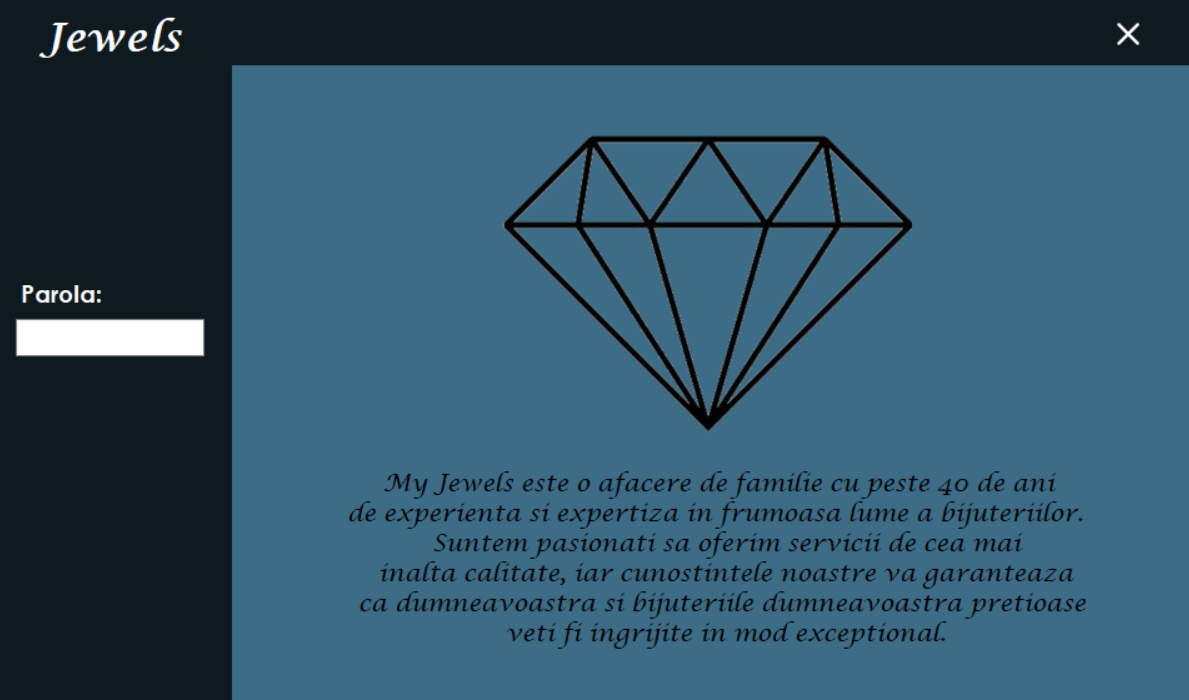 Jewels
Parola:
My Jewels este o afacere de familie cu peste 40 de ani
de experienta si expertiza in frumoasa lume a bijuteriilor.
Suntem pasionati sa oferim servicii de cea mai
inalta calitate, iar cunostintele noastre va garanteaza
ca dumneavoastra si bijuteriile dumneavoastra pretioase
veti fi ingrijite in mod exceptional.